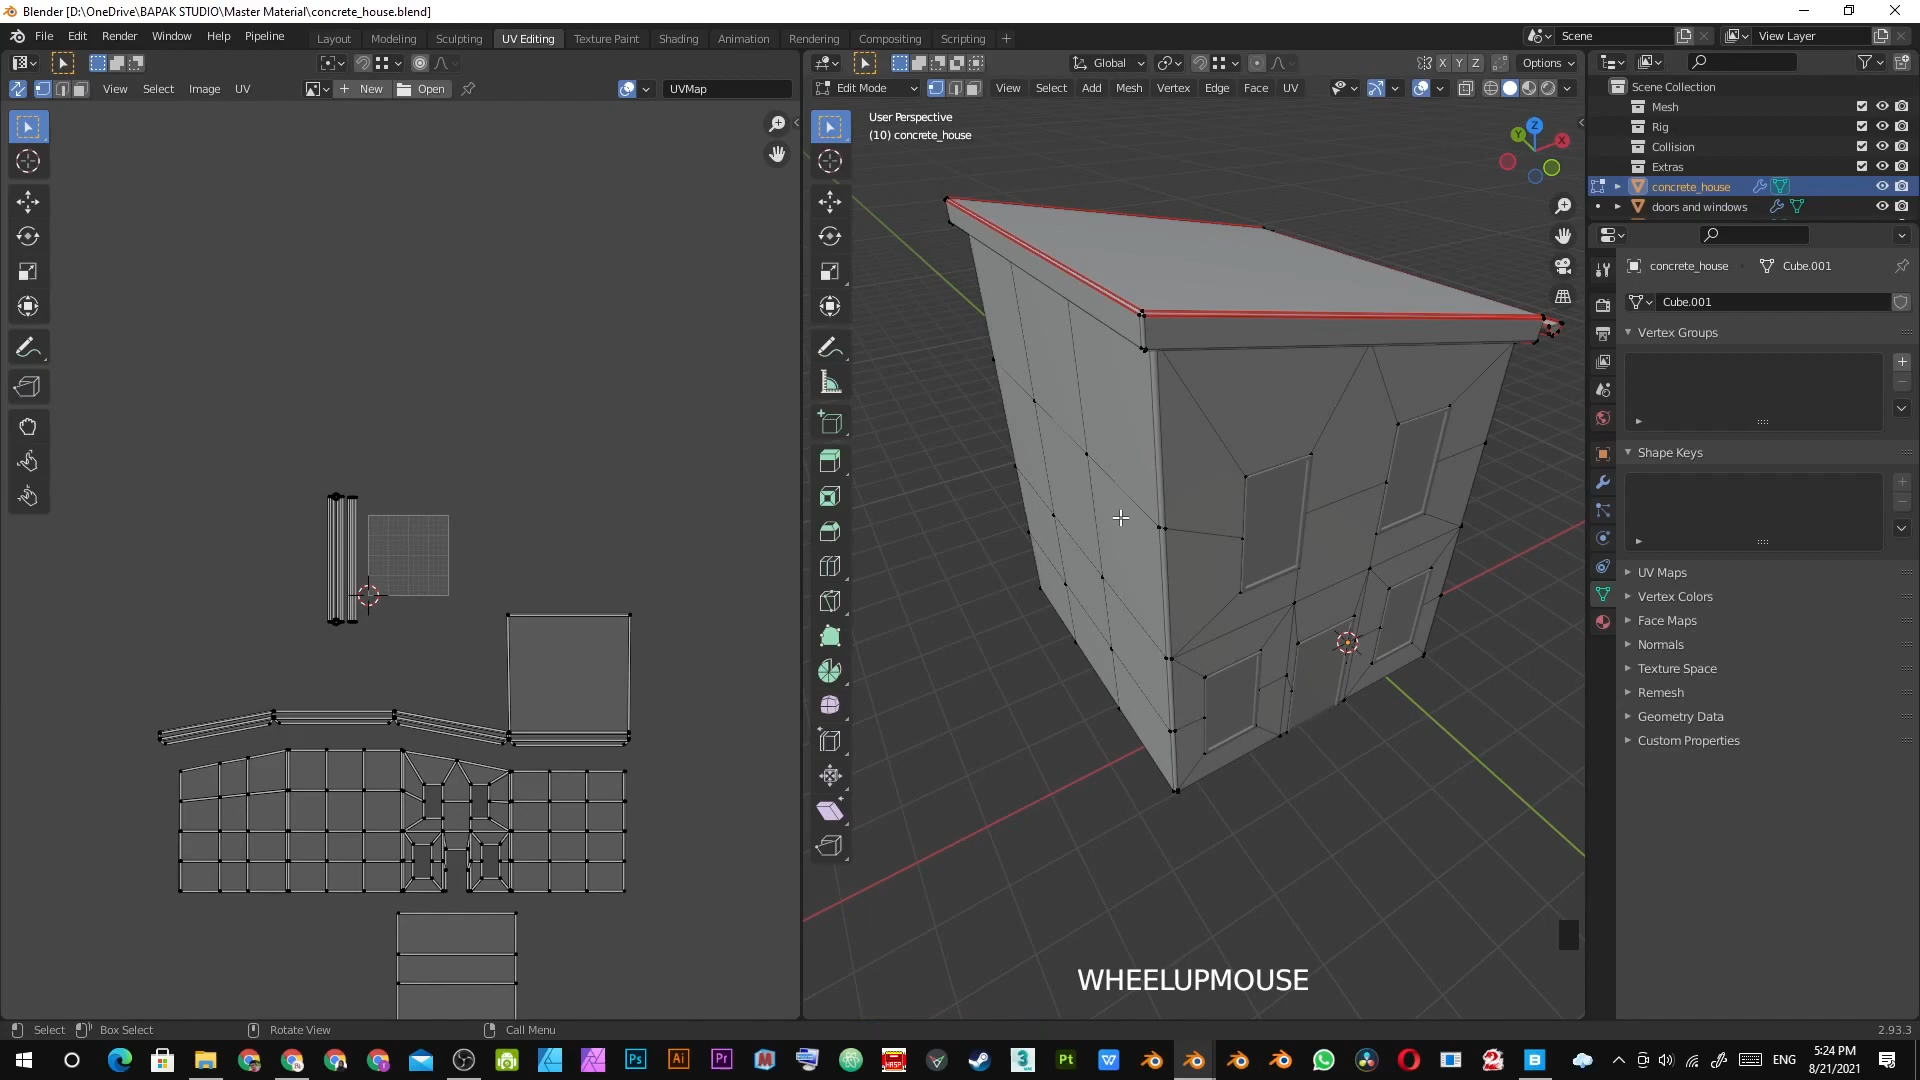 Blender [D:\OneDrive\BAPAK STUDIO\Master Material\concrete_house.blend]
File Edit Render Window Help Pipeline Layout Modeling Sculpting UV Editing Texture Paint Shading Animation Rendering Compositing Scripting + Scene View Layer
Global X Y Z Options
View Select Image UV New Open UVMap
Edit Mode View Select Add Mesh Vertex Edge Face UV
User Perspective
(10) concrete_house
Z
Y
X
Scene Collection
Mesh
Rig
Collision
Extras
concrete_house
doors and windows
concrete_house Cube.001
Cube.001
Vertex Groups
Shape Keys
UV Maps
Vertex Colors
Face Maps
Normals
Texture Space
Remesh
Geometry Data
Custom Properties
WHEELUPMOUSE
Select Box Select Rotate View Call Menu 2.93.3
Ps Ai Pr 3 Pt W B ENG
5:24 PM
8/21/2021